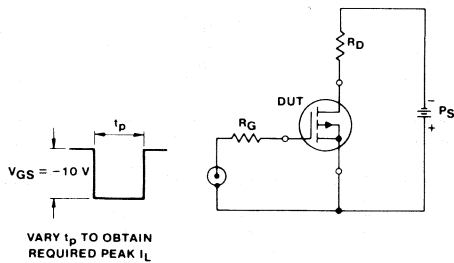 R_D
DUT
R_G
P_S
−
+
t_p
V_GS = −10 V
VARY t_p TO OBTAIN
REQUIRED PEAK I_L